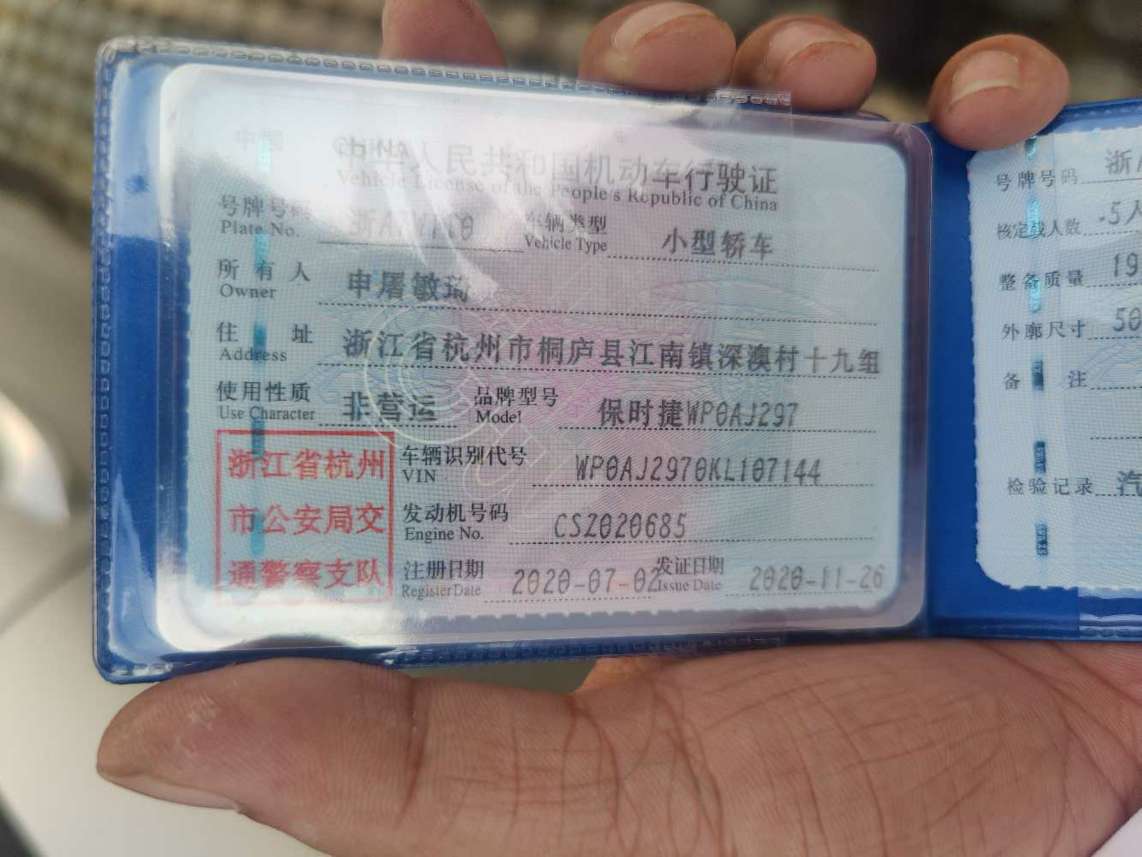 中华人民共和国机动车行驶证
Vehicle License of the People's Republic of China
号牌号码 车辆类型 小型轿车
Plate No. Vehicle Type
所有人 申屠敏琦
Owner
住址 浙江省杭州市桐庐县江南镇深澳村十九组
Address
使用性质 非营运 品牌型号 保时捷WP0AJ297
Use Character Model
浙江省杭州
市公安局交
通警察支队
车辆识别代号 WP0AJ2970KL107144
VIN
发动机号码 CSZ020685
Engine No.
注册日期 2020-07-02 发证日期 2020-11-26
Register Date Issue Date
号牌号码 浙
核定载人数 5人
整备质量 19
外廓尺寸 50
备注
检验记录 汽